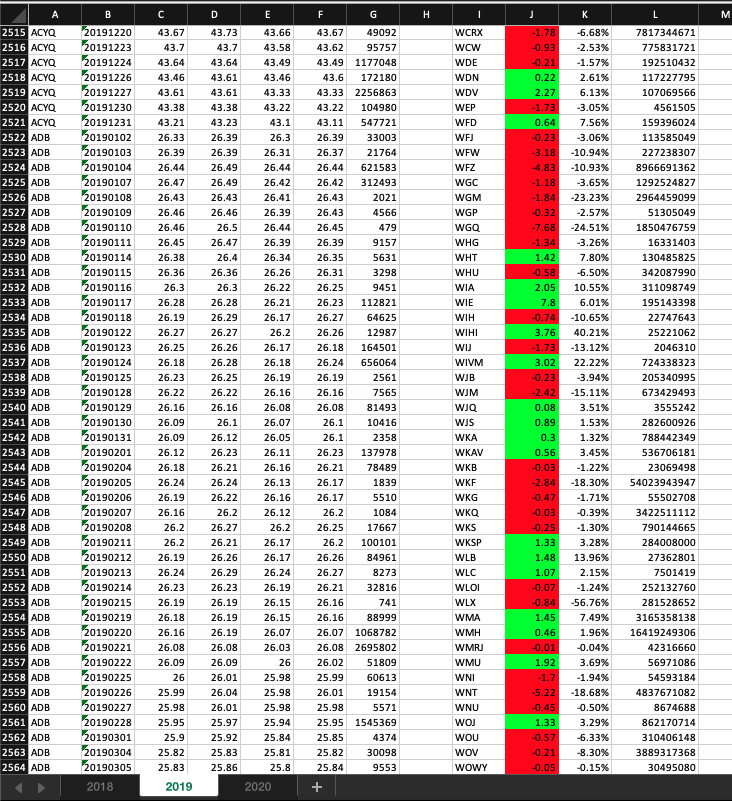 A B C D E F G H I J K L M
2515 ACYQ 20191220 43.67 43.73 43.66 43.67 49092 WCRX -1.78 -6.68% 7817344671
2516 ACYQ 20191223 43.7 43.7 43.58 43.62 95757 WCW -0.93 -2.53% 775831721
2517 ACYQ 20191224 43.64 43.64 43.49 43.49 1177048 WDE -0.21 -1.57% 192510432
2518 ACYQ 20191226 43.46 43.61 43.46 43.6 172180 WDN 0.22 2.61% 117227795
2519 ACYQ 20191227 43.61 43.61 43.33 43.33 2256863 WDV 2.27 6.13% 107069566
2520 ACYQ 20191230 43.38 43.38 43.22 43.22 104980 WEP -1.73 -3.05% 4561505
2521 ACYQ 20191231 43.21 43.23 43.1 43.11 547721 WFD 0.64 7.56% 159396024
2522 ADB 20190102 26.33 26.39 26.3 26.39 33003 WFJ -0.23 -3.06% 113585049
2523 ADB 20190103 26.39 26.39 26.31 26.37 21764 WFW -3.18 -10.94% 227238307
2524 ADB 20190104 26.44 26.49 26.44 26.44 621583 WFZ -4.83 -10.93% 8966691362
2525 ADB 20190107 26.47 26.49 26.42 26.42 312493 WGC -1.18 -3.65% 1292524827
2526 ADB 20190108 26.43 26.43 26.41 26.43 2021 WGM -1.84 -23.23% 2964459099
2527 ADB 20190109 26.46 26.46 26.39 26.43 4566 WGP -0.32 -2.57% 51305049
2528 ADB 20190110 26.46 26.5 26.44 26.45 479 WGQ -7.68 -24.51% 1850476759
2529 ADB 20190111 26.45 26.47 26.39 26.39 9157 WHG -1.34 -3.26% 16331403
2530 ADB 20190114 26.38 26.4 26.34 26.35 5631 WHT 1.42 7.80% 130485825
2531 ADB 20190115 26.36 26.36 26.26 26.31 3298 WHU -0.58 -6.50% 342087990
2532 ADB 20190116 26.3 26.3 26.22 26.25 9451 WIA 2.05 10.55% 311098749
2533 ADB 20190117 26.28 26.28 26.21 26.23 112821 WIE 7.8 6.01% 195143398
2534 ADB 20190118 26.19 26.29 26.17 26.27 64625 WIH -0.74 -10.65% 22747643
2535 ADB 20190122 26.27 26.27 26.2 26.26 12987 WIHI 3.76 40.21% 25221062
2536 ADB 20190123 26.25 26.26 26.17 26.18 164501 WIJ -1.73 -13.12% 2046310
2537 ADB 20190124 26.18 26.28 26.18 26.24 656064 WIVM 3.02 22.22% 724338323
2538 ADB 20190125 26.23 26.25 26.19 26.19 2561 WJB -0.23 -3.94% 205340995
2539 ADB 20190128 26.22 26.22 26.16 26.16 7565 WJM -2.42 -15.11% 673429493
2540 ADB 20190129 26.16 26.16 26.08 26.08 81493 WJQ 0.08 3.51% 3555242
2541 ADB 20190130 26.09 26.1 26.07 26.1 10416 WJS 0.89 1.53% 282600926
2542 ADB 20190131 26.09 26.12 26.05 26.1 2358 WKA 0.3 1.32% 788442349
2543 ADB 20190201 26.12 26.23 26.11 26.23 137978 WKAV 0.56 3.45% 536706181
2544 ADB 20190204 26.18 26.21 26.16 26.21 78489 WKB -0.03 -1.22% 23069498
2545 ADB 20190205 26.24 26.24 26.13 26.17 1839 WKF -2.84 -18.30% 54023943947
2546 ADB 20190206 26.19 26.22 26.16 26.17 5510 WKG -0.47 -1.71% 55502708
2547 ADB 20190207 26.16 26.2 26.12 26.2 1084 WKQ -0.03 -0.39% 3422511112
2548 ADB 20190208 26.2 26.27 26.2 26.25 17667 WKS -0.25 -1.30% 790144665
2549 ADB 20190211 26.2 26.21 26.17 26.2 100101 WKSP 1.33 3.28% 284008000
2550 ADB 20190212 26.19 26.26 26.17 26.26 84961 WLB 1.48 13.96% 27362801
2551 ADB 20190213 26.24 26.29 26.24 26.27 8273 WLC 1.07 2.15% 7501419
2552 ADB 20190214 26.23 26.23 26.19 26.21 32816 WLOI -0.07 -1.24% 252132760
2553 ADB 20190215 26.19 26.19 26.15 26.16 741 WLX -0.84 -56.76% 281528652
2554 ADB 20190219 26.18 26.19 26.15 26.16 88999 WMA 1.45 7.49% 3165358138
2555 ADB 20190220 26.16 26.19 26.07 26.07 1068782 WMH 0.46 1.96% 16419249306
2556 ADB 20190221 26.08 26.08 26.03 26.08 2695802 WMRJ -0.01 -0.04% 42316660
2557 ADB 20190222 26.09 26.09 26 26.02 51809 WMU 1.92 3.69% 56971086
2558 ADB 20190225 26 26.01 25.98 25.99 60613 WNI -1.7 -1.94% 54593184
2559 ADB 20190226 25.99 26.04 25.98 26.01 19154 WNT -5.22 -18.68% 4837671082
2560 ADB 20190227 25.98 26.01 25.98 25.98 5571 WNU -0.45 -0.50% 8674688
2561 ADB 20190228 25.95 25.97 25.94 25.95 1545369 WOJ 1.33 3.29% 862170714
2562 ADB 20190301 25.9 25.92 25.84 25.85 4374 WOU -0.57 -6.33% 310406148
2563 ADB 20190304 25.82 25.83 25.81 25.82 30098 WOV -0.21 -8.30% 3889317368
2564 ADB 20190305 25.83 25.86 25.8 25.84 9553 WOWY -0.05 -0.15% 30495080
2018 2019 2020 +